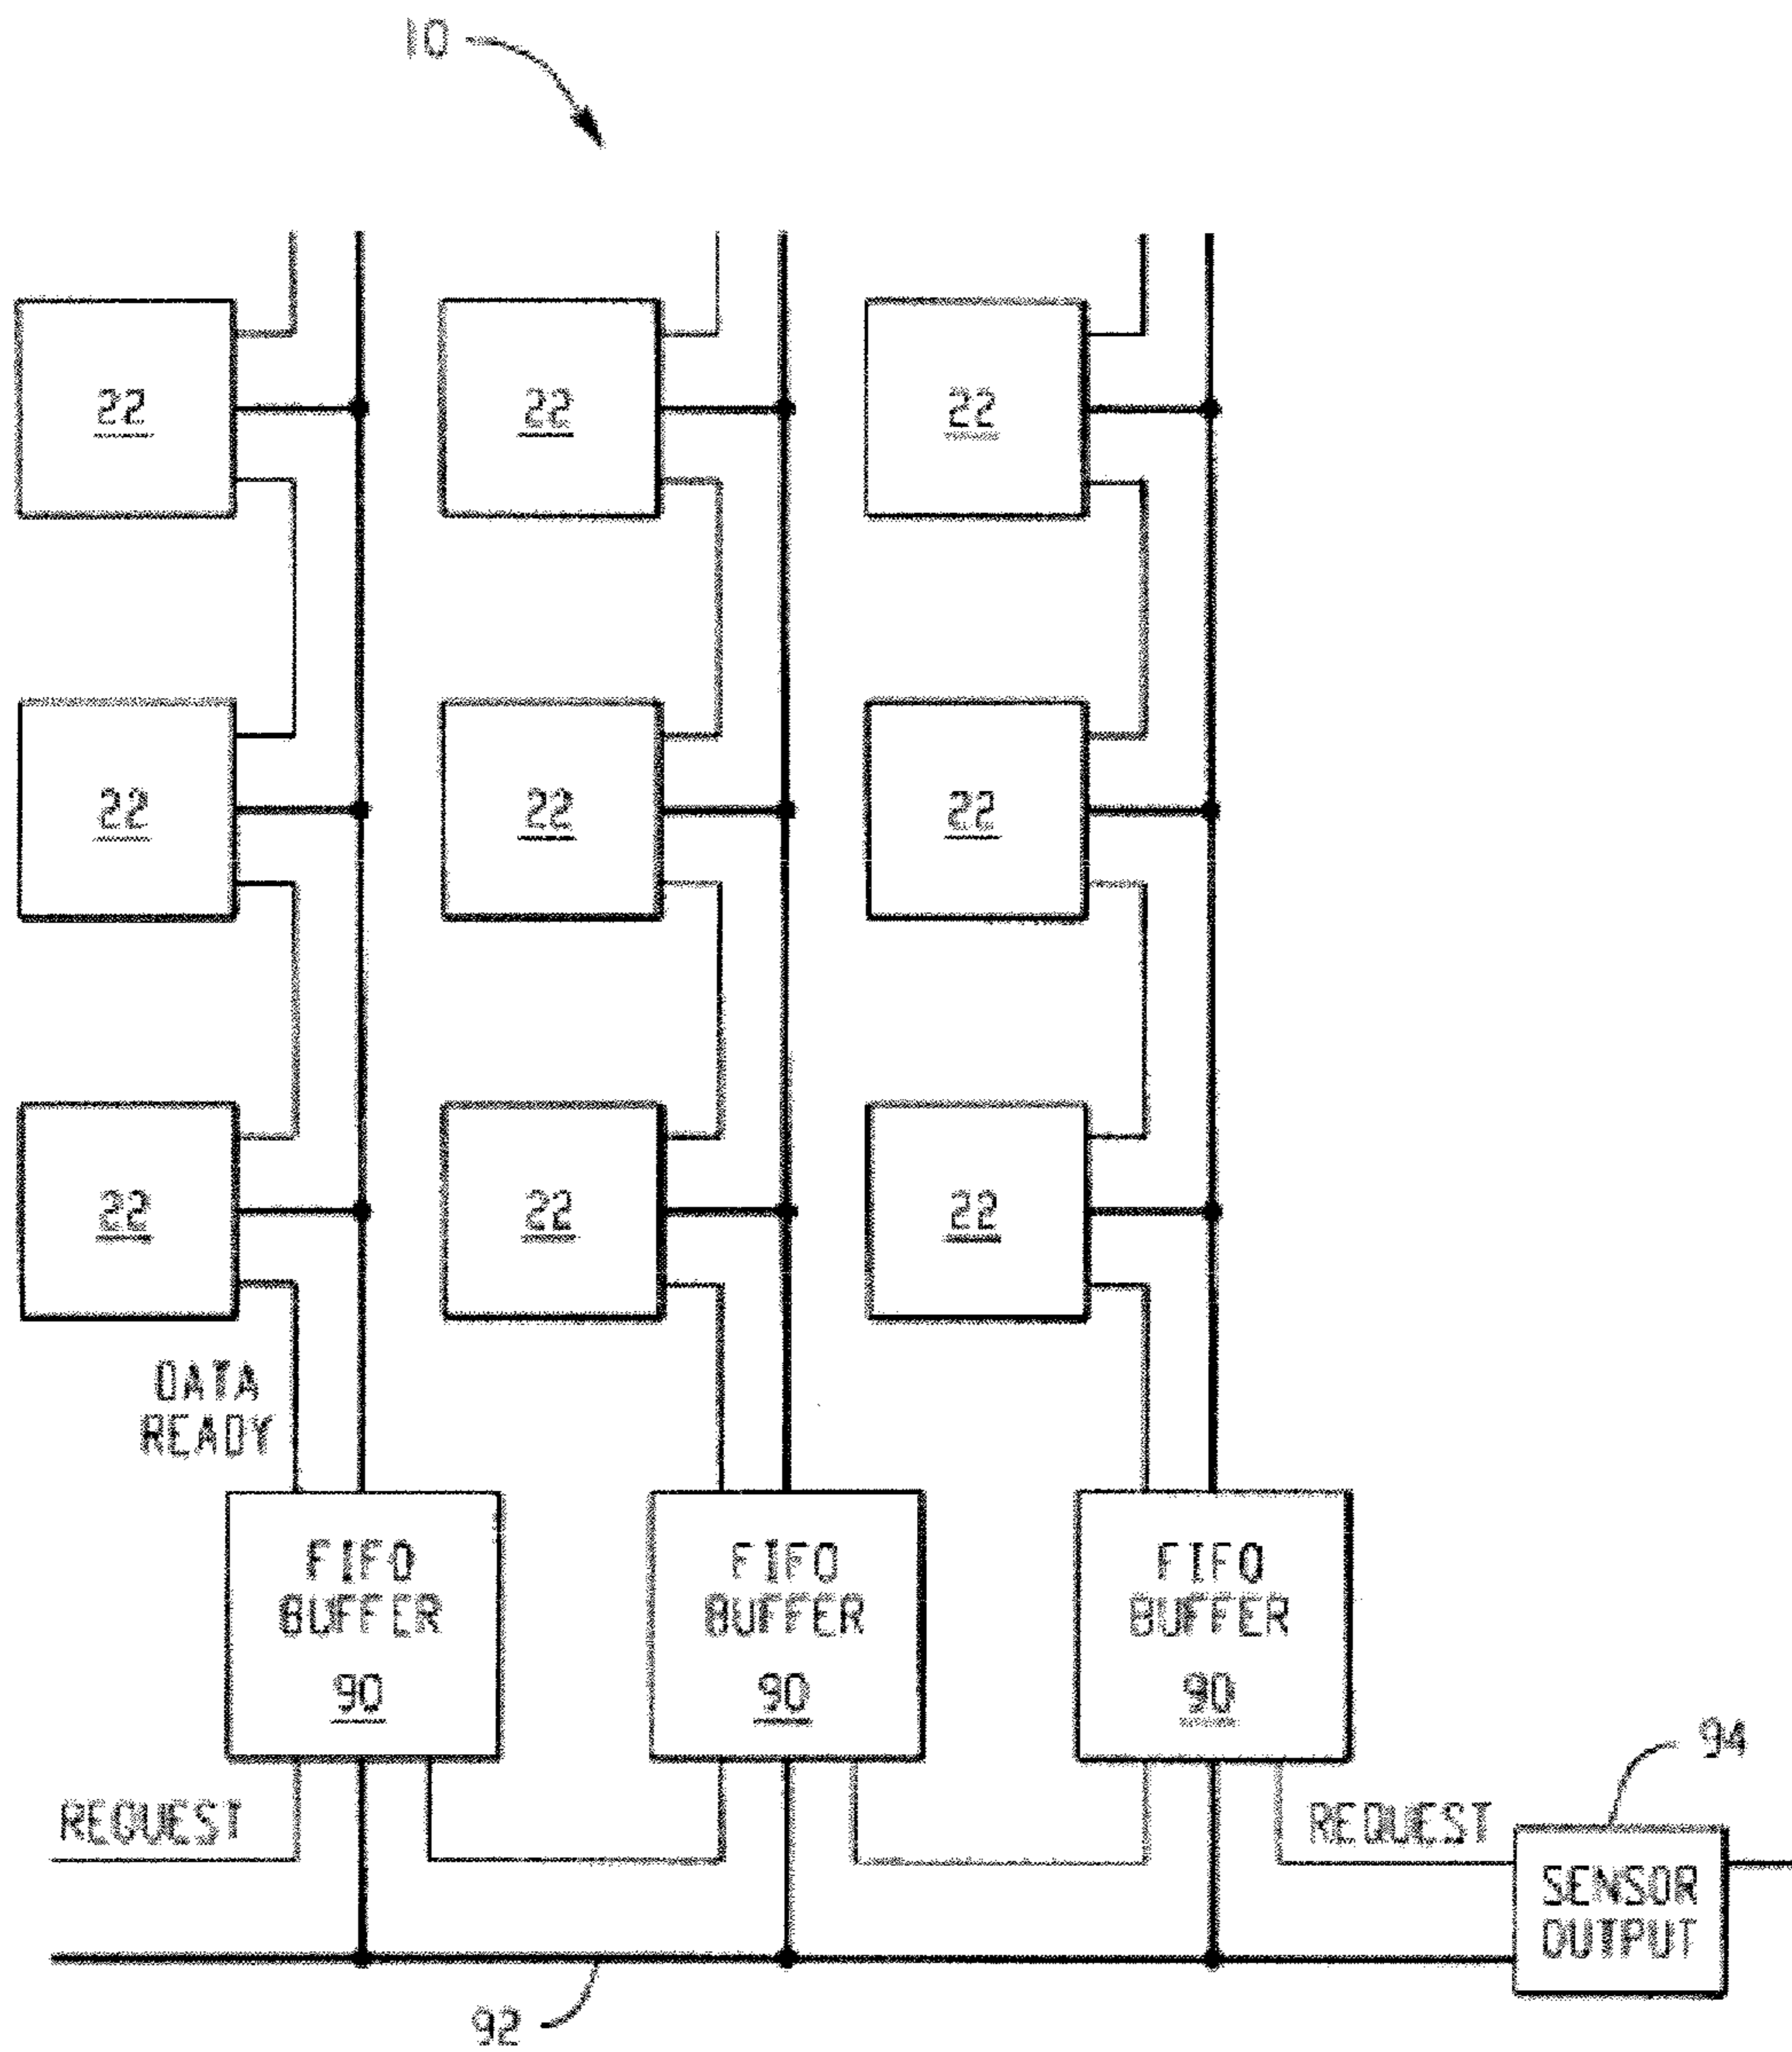 10
22 22 22
22 22 22
22 22 22
DATA
READY
FIFO
BUFFER
90
FIFO
BUFFER
90
FIFO
BUFFER
90
REQUEST
REQUEST
94
SENSOR
OUTPUT
92